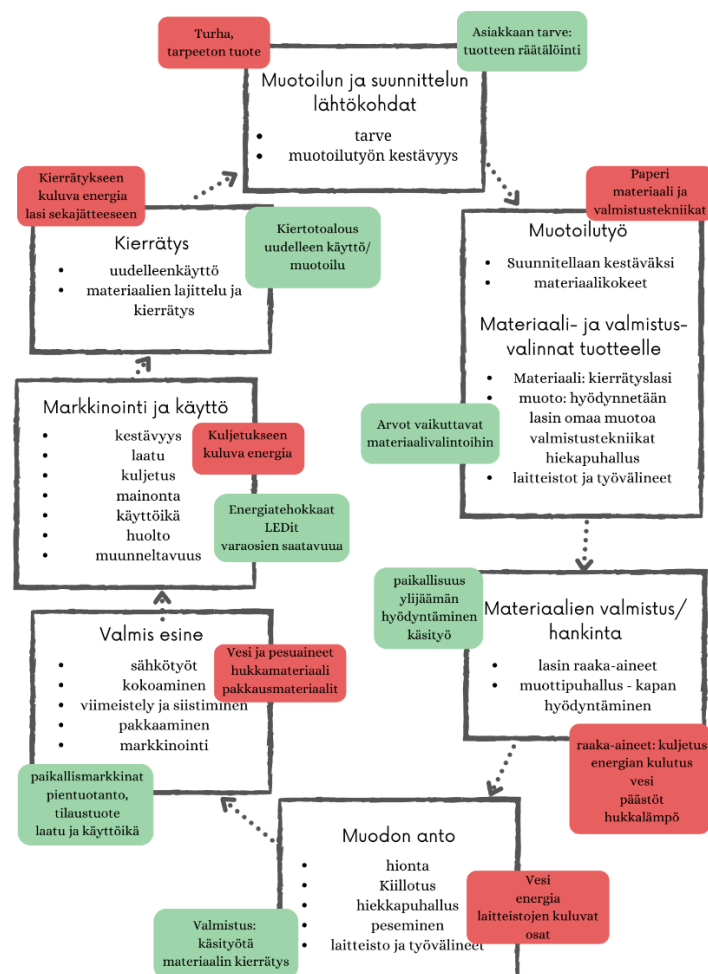 Turha,
tarpeeton tuote
Asiakkaan tarve:
tuotteen räätälöinti
Muotoilun ja suunnittelun
lähtökohdat
tarve
muotoilutyön kestävyys
Paperi
materiaali ja
valmistustekniikat
Muotoilutyö
Suunnitellaan kestäväksi
materiaalikokeet
Materiaali- ja valmistus-
valinnat tuotteelle
Materiaali: kierrätyslasi
muoto: hyödynnetään
lasin omaa muotoa
valmistustekniikat
hiekapuhallus
laitteistot ja työvälineet
Arvot vaikuttavat
materiaalivalintoihin
paikallisuus
ylijäämän
hyödyntäminen
käsityö
Materiaalien valmistus/
hankinta
lasin raaka-aineet
muottipuhallus - kapan
hyödyntäminen
raaka-aineet: kuljetus
energian kulutus
vesi
päästöt
hukkalämpö
Muodon anto
hionta
Kiillotus
hiekkapuhallus
peseminen
laitteisto ja työvälineet
Vesi
energia
laitteistojen kuluvat
osat
Valmistus:
käsityötä
materiaalin kierrätys
Valmis esine
sähkötyöt
kokoaminen
viimeistely ja siistiminen
pakkaaminen
markkinointi
Vesi ja pesuaineet
hukkamateriaali
pakkausmateriaalit
paikallismarkkinat
pientuotanto,
tilaustuote
laatu ja käyttöikä
Markkinointi ja käyttö
kestävyys
laatu
kuljetus
mainonta
käyttöikä
huolto
muunneltavuus
Kuljetukseen
kuluva energia
Energiatehokkaat
LEDit
varaosien saatavuua
Kierrätykseen
kuluva energia
lasi sekajätteeseen
Kierrätys
uudelleenkäyttö
materiaalien lajittelu ja
kierrätys
Kiertotoalous
uudelleen käyttö/
muotoilu